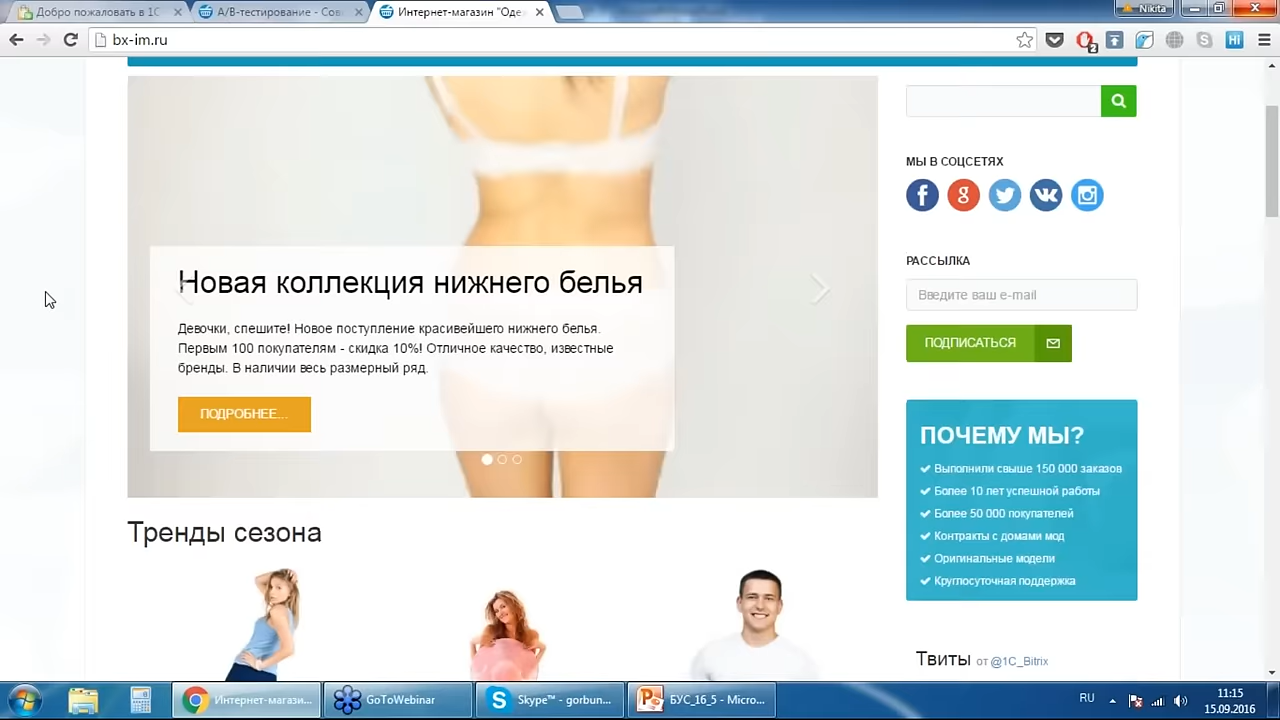 Добро пожаловать в 1С
A/B-тестирование - Сов
Интернет-магазин "Оде
Nikita
bx-im.ru
2
Hi
МЫ В СОЦСЕТЯХ
РАССЫЛКА
Введите ваш e-mail
ПОДПИСАТЬСЯ
Новая коллекция нижнего белья
Девочки, спешите! Новое поступление красивейшего нижнего белья.
Первым 100 покупателям - скидка 10%! Отличное качество, известные
бренды. В наличии весь размерный ряд.
ПОДРОБНЕЕ...
ПОЧЕМУ МЫ?
Выполнили свыше 150 000 заказов
Более 10 лет успешной работы
Более 50 000 покупателей
Контракты с домами мод
Оригинальные модели
Круглосуточная поддержка
Тренды сезона
Твиты от @1C_Bitrix
Интернет-магази...
GoToWebinar
Skype™ - gorbun...
БУС_16_5 - Micro...
RU
11:15
15.09.2016